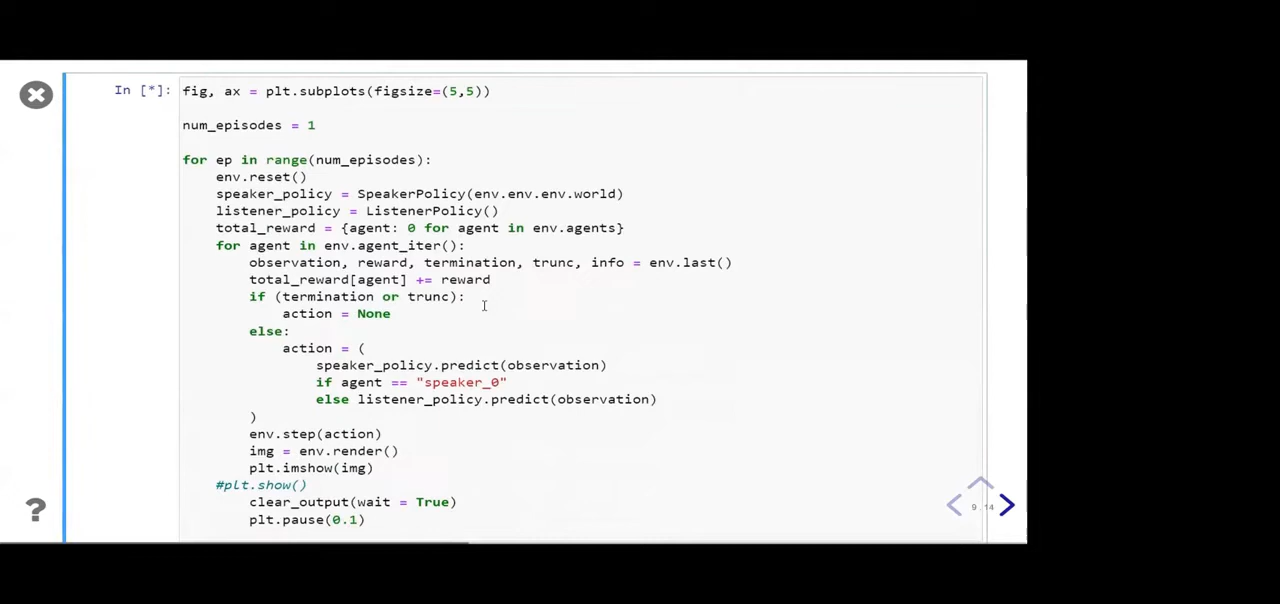 In [*]: fig, ax = plt.subplots(figsize=(5,5))
num_episodes = 1
for ep in range(num_episodes):
    env.reset()
    speaker_policy = SpeakerPolicy(env.env.env.world)
    listener_policy = ListenerPolicy()
    total_reward = {agent: 0 for agent in env.agents}
    for agent in env.agent_iter():
        observation, reward, termination, trunc, info = env.last()
        total_reward[agent] += reward
        if (termination or trunc):
            action = None
        else:
            action = (
                speaker_policy.predict(observation)
                if agent == "speaker_0"
                else listener_policy.predict(observation)
        )
        env.step(action)
        img = env.render()
        plt.imshow(img)
    #plt.show()
        clear_output(wait = True)
        plt.pause(0.1)
?
9.14